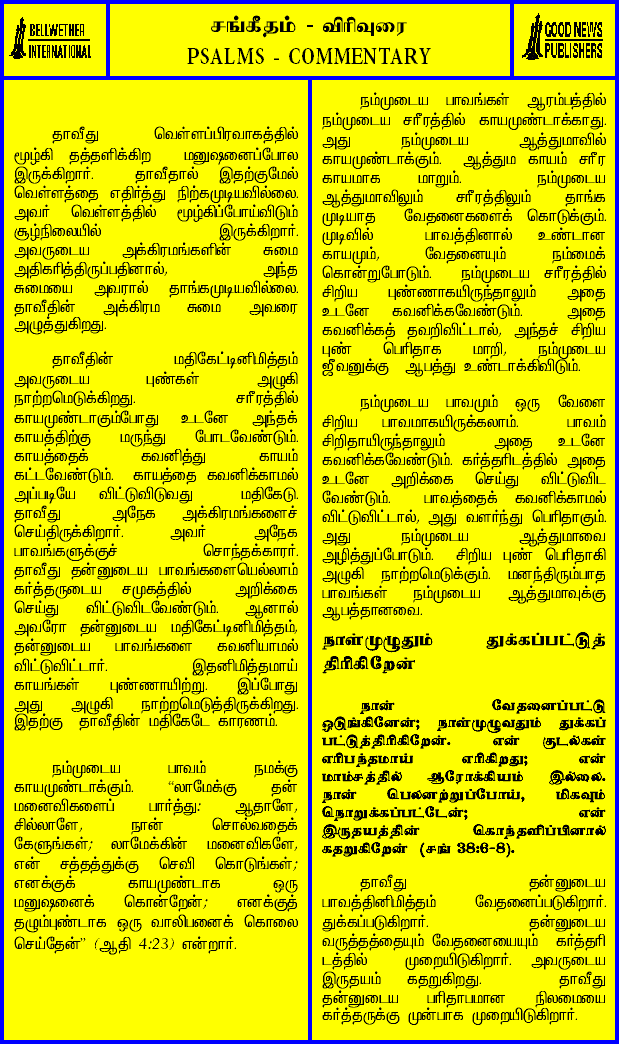 BELLWETHER
INTERNATIONAL
சங்கீதம் - விரிவுரை
PSALMS - COMMENTARY
GOOD NEWS
PUBLISHERS
தாவீது வெள்ளப்பிரவாகத்தில்
மூழ்கி தத்தளிக்கிற மனுஷனைப்போல
இருக்கிறார். தாவீதால் இதற்குமேல்
வெள்ளத்தை எதிர்த்து நிற்கமுடியவில்லை.
அவர் வெள்ளத்தில் மூழ்கிப்போய்விடும்
சூழ்நிலையில் இருக்கிறார்.
அவருடைய அக்கிரமங்களின் சுமை
அதிகரித்திருப்பதினால், அந்த
சுமையை அவரால் தாங்கமுடியவில்லை.
தாவீதின் அக்கிரம சுமை அவரை
அழுத்துகிறது.
தாவீதின் மதிகேட்டினிமித்தம்
அவருடைய புண்கள் அழுகி
நாற்றமெடுக்கிறது. சரீரத்தில்
காயமுண்டாகும்போது உடனே அந்தக்
காயத்திற்கு மருந்து போடவேண்டும்.
காயத்தைக் கவனித்து காயம்
கட்டவேண்டும். காயத்தை கவனிக்காமல்
அப்படியே விட்டுவிடுவது மதிகேடு.
தாவீது அநேக அக்கிரமங்களைச்
செய்திருக்கிறார். அவர் அநேக
பாவங்களுக்குச் சொந்தக்காரர்.
தாவீது தன்னுடைய பாவங்களையெல்லாம்
கர்த்தருடைய சமுகத்தில் அறிக்கை
செய்து விட்டுவிடவேண்டும். ஆனால்
அவரோ தன்னுடைய மதிகேட்டினிமித்தம்,
தன்னுடைய பாவங்களை கவனியாமல்
விட்டுவிட்டார். இதனிமித்தமாய்
காயங்கள் புண்ணாயிற்று. இப்போது
அது அழுகி நாற்றமெடுத்திருக்கிறது.
இதற்கு தாவீதின் மதிகேடே காரணம்.
நம்முடைய பாவம் நமக்கு
காயமுண்டாக்கும். “லாமேக்கு தன்
மனைவிகளைப் பார்த்து: ஆதாளே,
சில்லாளே, நான் சொல்வதைக்
கேளுங்கள்; லாமேக்கின் மனைவிகளே,
என் சத்தத்துக்கு செவி கொடுங்கள்;
எனக்குக் காயமுண்டாக ஒரு
மனுஷனைக் கொன்றேன்; எனக்குத்
தழும்புண்டாக ஒரு வாலிபனைக் கொலை
செய்தேன்” (ஆதி 4:23) என்றார்.
நம்முடைய பாவங்கள் ஆரம்பத்தில்
நம்முடைய சரீரத்தில் காயமுண்டாக்காது.
அது நம்முடைய ஆத்துமாவில்
காயமுண்டாக்கும். ஆத்தும காயம் சரீர
காயமாக மாறும். நம்முடைய
ஆத்துமாவிலும் சரீரத்திலும் தாங்க
முடியாத வேதனைகளைக் கொடுக்கும்.
முடிவில் பாவத்தினால் உண்டான
காயமும், வேதனையும் நம்மைக்
கொன்றுபோடும். நம்முடைய சரீரத்தில்
சிறிய புண்ணாகயிருந்தாலும் அதை
உடனே கவனிக்கவேண்டும். அதை
கவனிக்கத் தவறிவிட்டால், அந்தச் சிறிய
புண் பெரிதாக மாறி, நம்முடைய
ஜீவனுக்கு ஆபத்து உண்டாக்கிவிடும்.
நம்முடைய பாவமும் ஒரு வேளை
சிறிய பாவமாகயிருக்கலாம். பாவம்
சிறிதாயிருந்தாலும் அதை உடனே
கவனிக்கவேண்டும். கர்த்தரிடத்தில் அதை
உடனே அறிக்கை செய்து விட்டுவிட
வேண்டும். பாவத்தைக் கவனிக்காமல்
விட்டுவிட்டால், அது வளர்ந்து பெரிதாகும்.
அது நம்முடைய ஆத்துமாவை
அழித்துப்போடும். சிறிய புண் பெரிதாகி
அழுகி நாற்றமெடுக்கும். மனந்திரும்பாத
பாவங்கள் நம்முடைய ஆத்துமாவுக்கு
ஆபத்தானவை.
நாள்முழுதும் துக்கப்பட்டுத்
திரிகிறேன்
நான் வேதனைப்பட்டு
ஒடுங்கினேன்; நாள்முழுவதும் துக்கப்
பட்டுத்திரிகிறேன். என் குடல்கள்
எரிபந்தமாய் எரிகிறது; என்
மாம்சத்தில் ஆரோக்கியம் இல்லை.
நான் பெலனற்றுப்போய், மிகவும்
நொறுக்கப்பட்டேன்; என்
இருதயத்தின் கொந்தளிப்பினால்
கதறுகிறேன் (சங் 38:6-8).
தாவீது தன்னுடைய
பாவத்தினிமித்தம் வேதனைப்படுகிறார்.
துக்கப்படுகிறார். தன்னுடைய
வருத்தத்தையும் வேதனையையும் கர்த்தரி
டத்தில் முறையிடுகிறார். அவருடைய
இருதயம் கதறுகிறது. தாவீது
தன்னுடைய பரிதாபமான நிலமையை
கர்த்தருக்கு முன்பாக முறையிடுகிறார்.